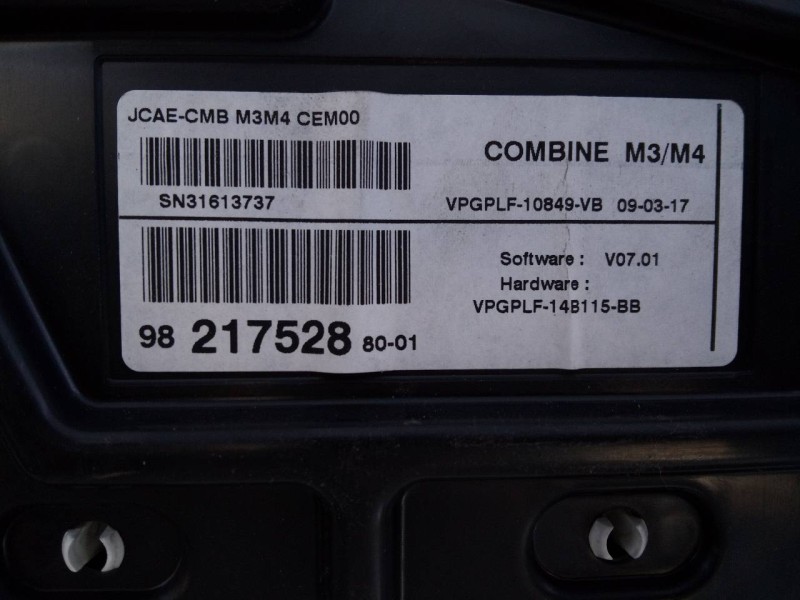 JCAE-CMB M3M4 CEM00
COMBINE M3/M4
SN31613737
VPGPLF-10849-VB 09-03-17
Software : V07.01
Hardware :
VPGPLF-14B115-BB
98 217528 80-01